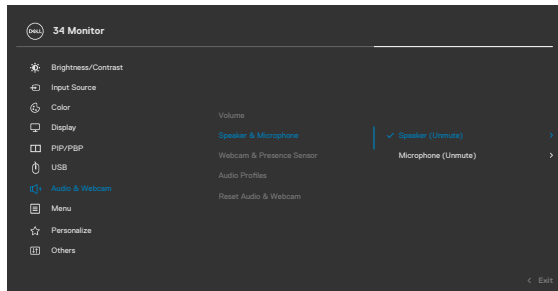 DELL 34 Monitor
Brightness/Contrast
Input Source
Color
Volume
Display
Speaker & Microphone
Speaker (Unmute)
PIP/PBP
Webcam & Presence Sensor
Microphone (Unmute)
USB
Audio Profiles
Audio & Webcam
Reset Audio & Webcam
Menu
Personalize
Others
Exit